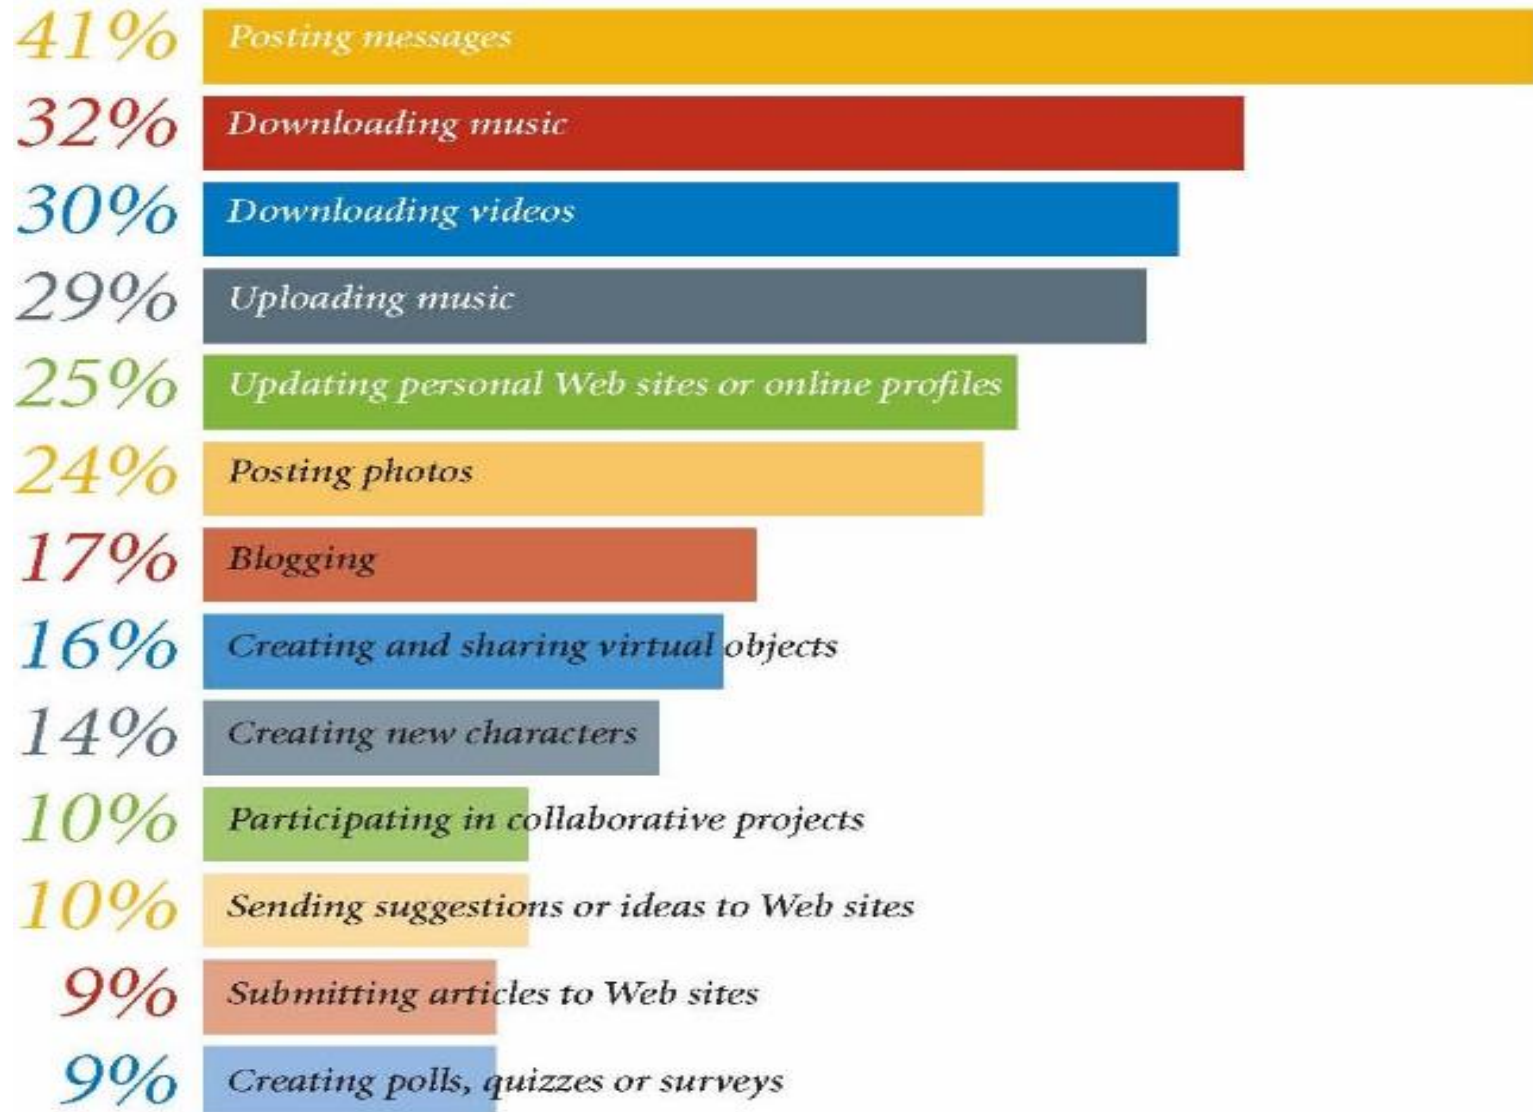 41% Posting messages
32% Downloading music
30% Downloading videos
29% Uploading music
25% Updating personal Web sites or online profiles
24% Posting photos
17% Blogging
16% Creating and sharing virtual objects
14% Creating new characters
10% Participating in collaborative projects
10% Sending suggestions or ideas to Web sites
9% Submitting articles to Web sites
9% Creating polls, quizzes or surveys